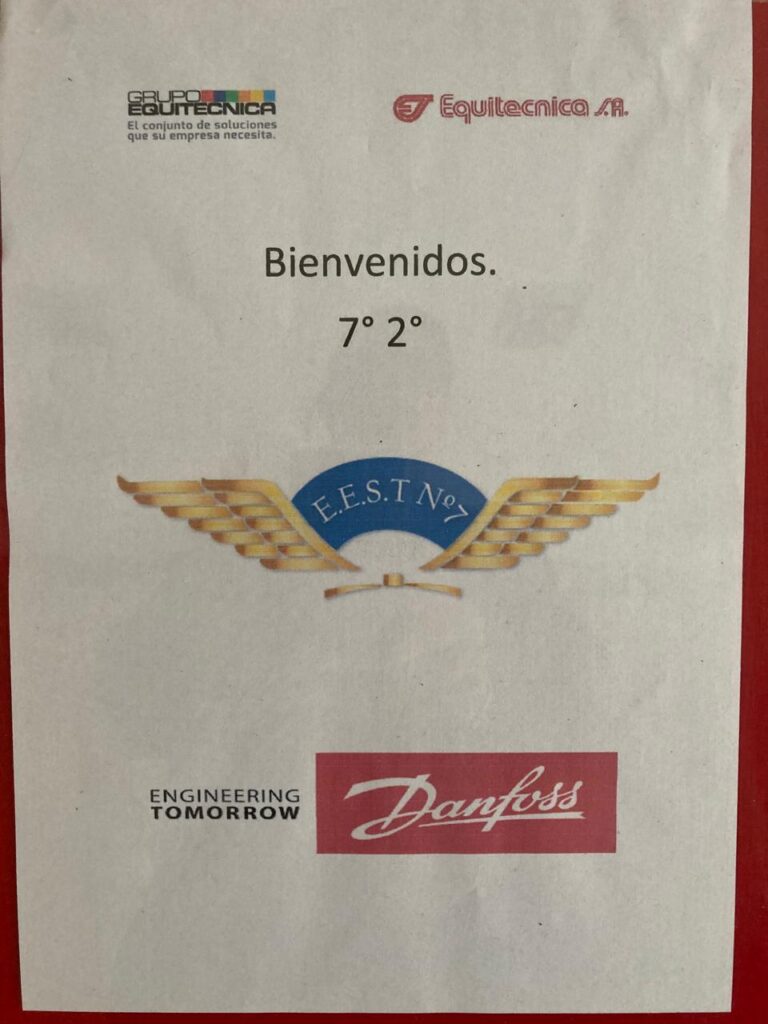 GRUPO
EQUITECNICA
El conjunto de soluciones
que su empresa necesita.
Equitecnica S.A.
Bienvenidos.
7° 2°
E.E.S.T Nº7
ENGINEERING
TOMORROW
Danfoss